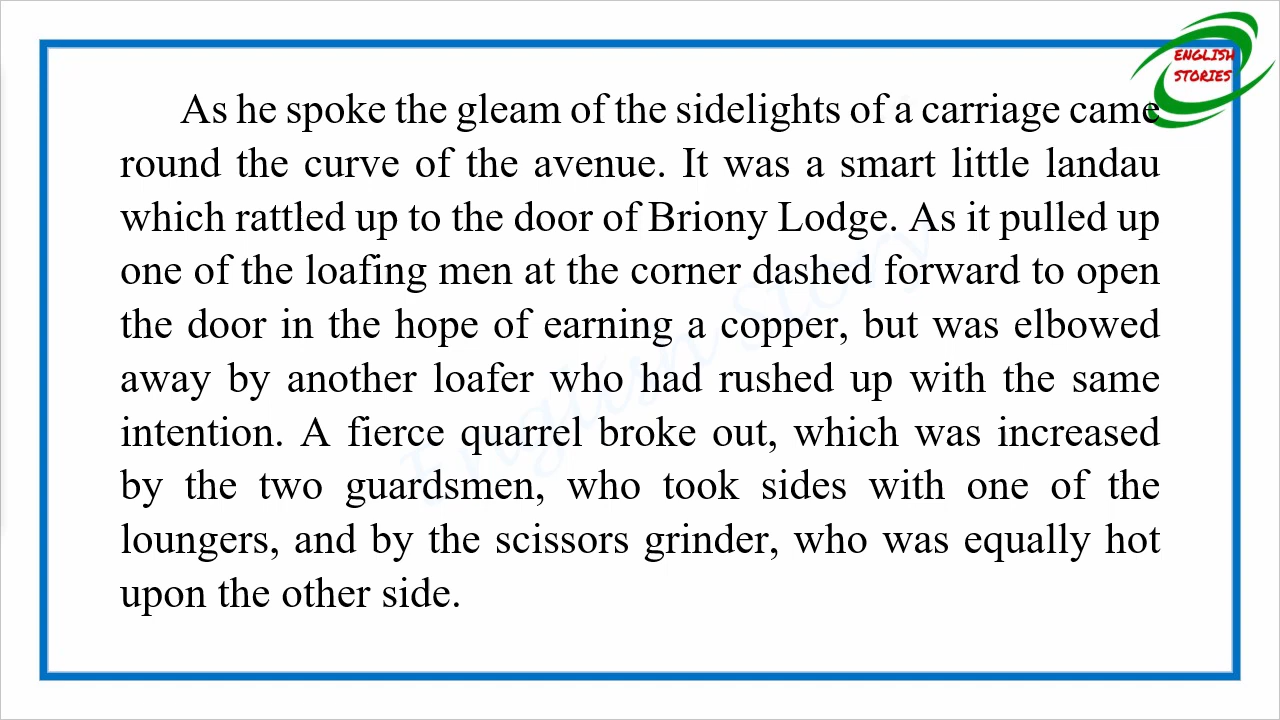 ENGLISH
STORIES
As he spoke the gleam of the sidelights of a carriage came
round the curve of the avenue. It was a smart little landau
which rattled up to the door of Briony Lodge. As it pulled up
one of the loafing men at the corner dashed forward to open
the door in the hope of earning a copper, but was elbowed
away by another loafer who had rushed up with the same
intention. A fierce quarrel broke out, which was increased
by the two guardsmen, who took sides with one of the
loungers, and by the scissors grinder, who was equally hot
upon the other side.
English Story